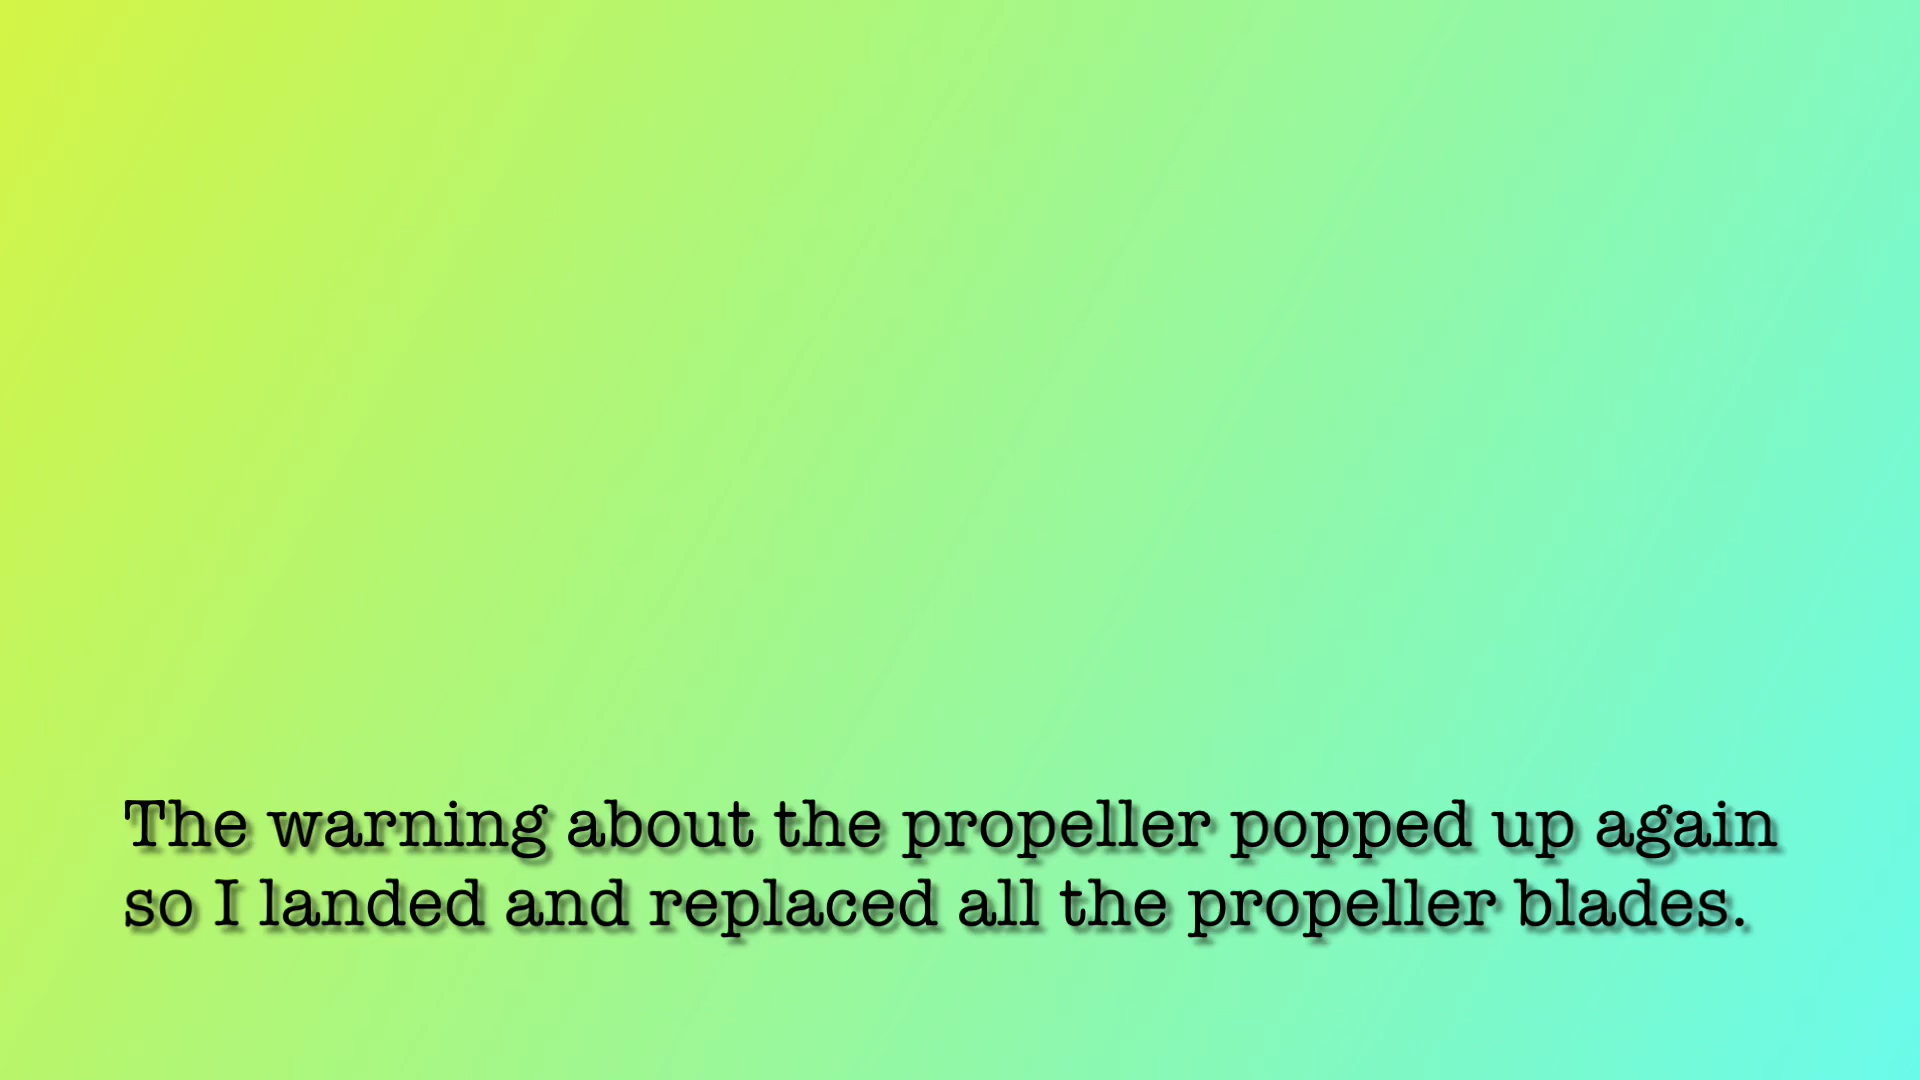 The warning about the propeller popped up again
so I landed and replaced all the propeller blades.